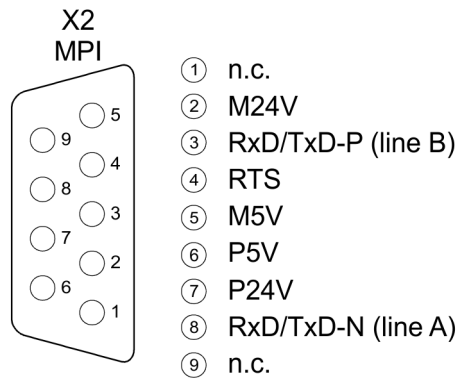 X2
MPI
5
9
4
8
3
7
2
6
1
1 n.c.
2 M24V
3 RxD/TxD-P (line B)
4 RTS
5 M5V
6 P5V
7 P24V
8 RxD/TxD-N (line A)
9 n.c.